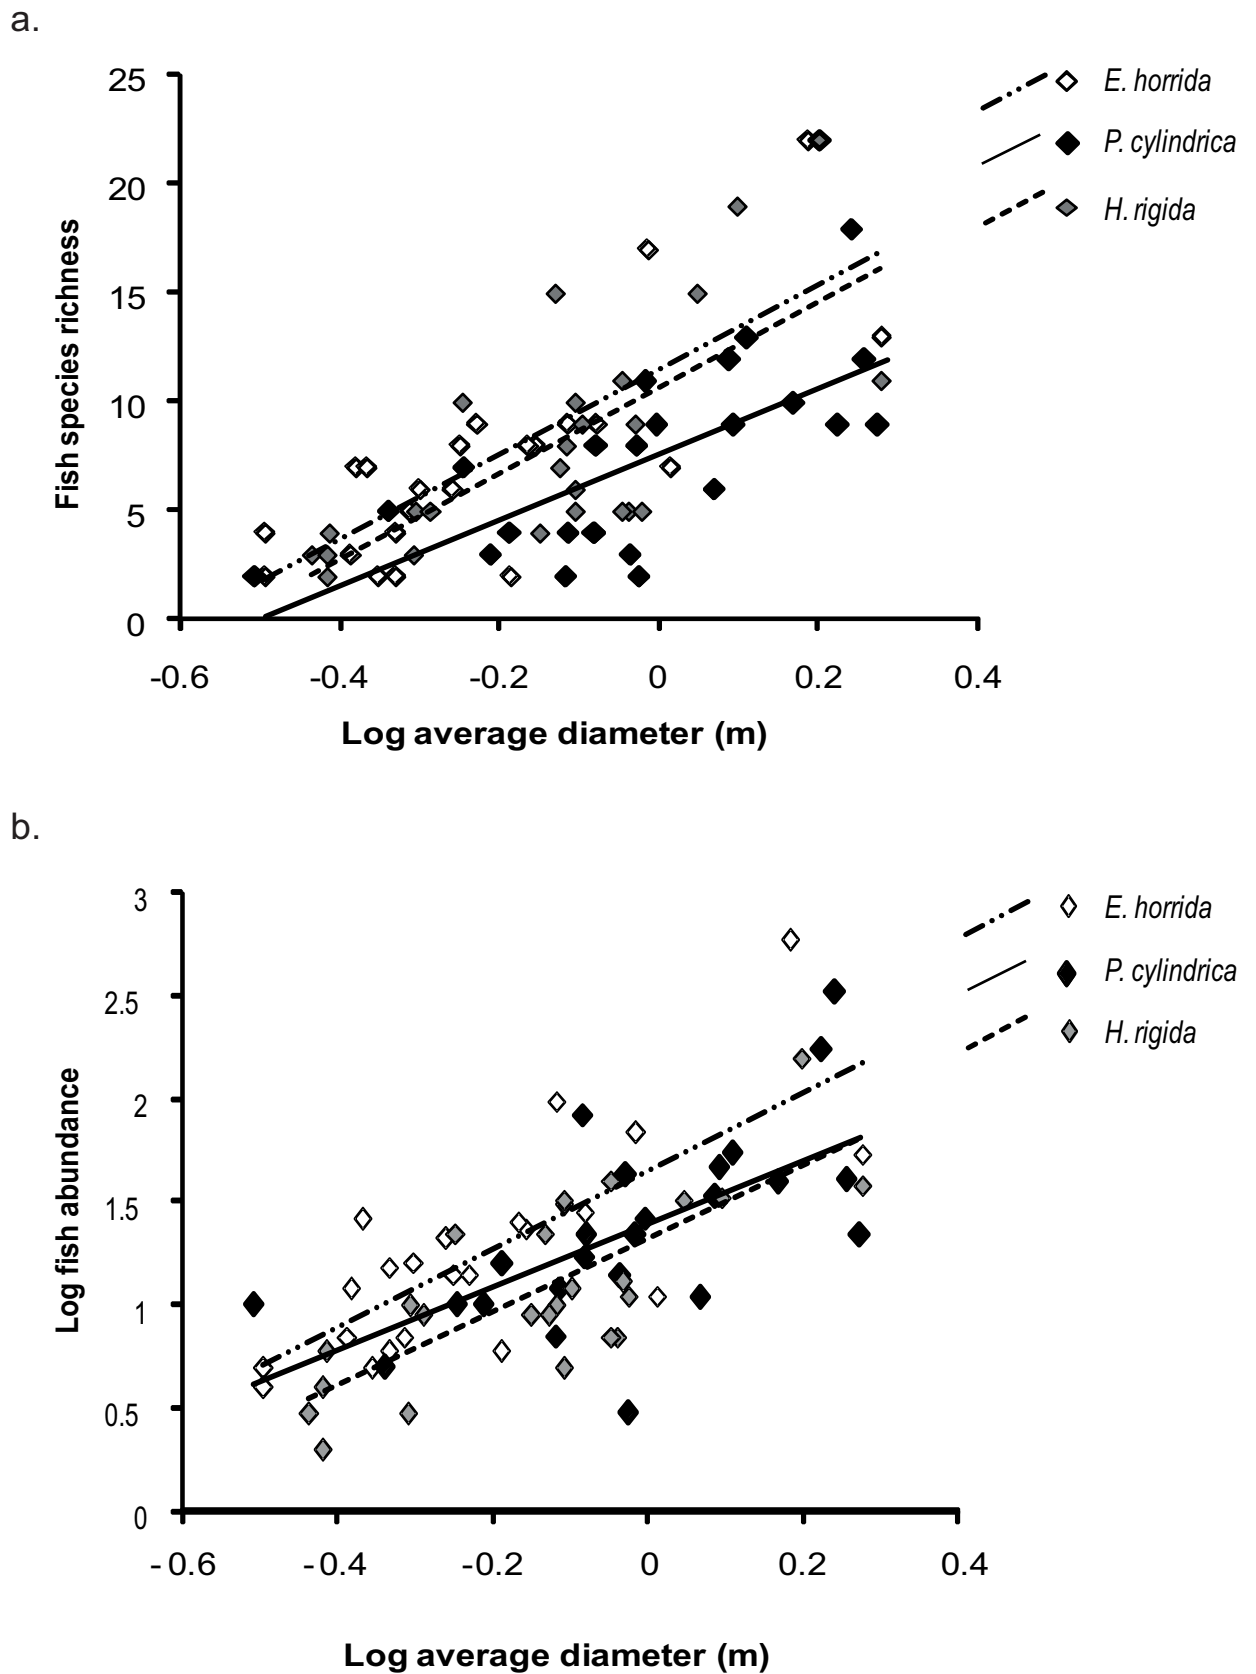 a.
25
20
15
10
5
0
Fish species richness
-0.6 -0.4 -0.2 0 0.2 0.4
Log average diameter (m)
E. horrida
P. cylindrica
H. rigida
b.
3
2.5
2
1.5
1
0.5
0
Log fish abundance
-0.6 -0.4 -0.2 0 0.2 0.4
Log average diameter (m)
E. horrida
P. cylindrica
H. rigida